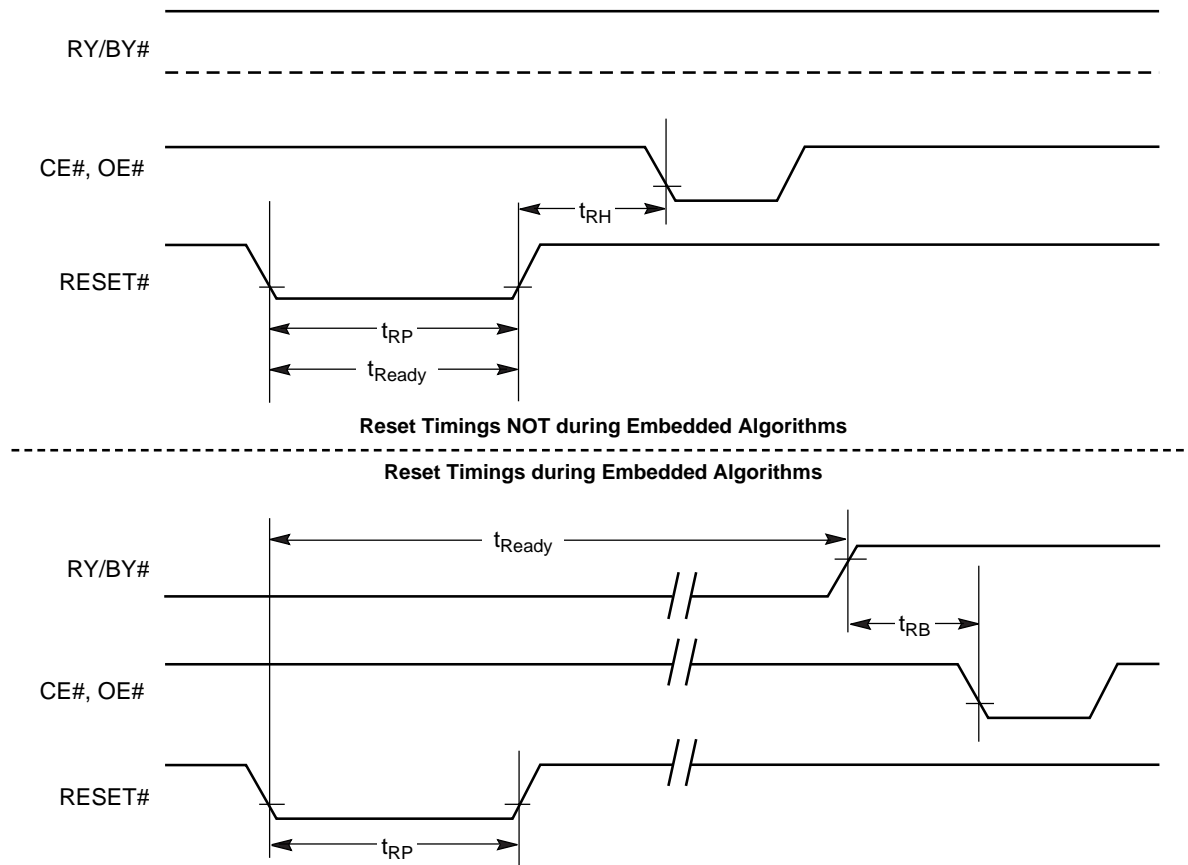 RY/BY#
CE#, OE#
tRH
RESET#
tRP
tReady
Reset Timings NOT during Embedded Algorithms
Reset Timings during Embedded Algorithms
tReady
RY/BY#
tRB
CE#, OE#
RESET#
tRP